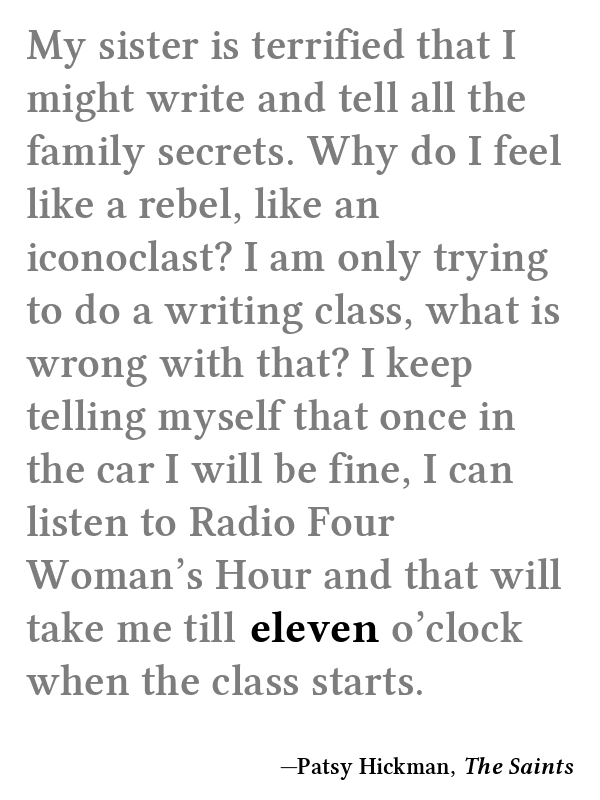 My sister is terrified that I
might write and tell all the
family secrets. Why do I feel
like a rebel, like an
iconoclast? I am only trying
to do a writing class, what is
wrong with that? I keep
telling myself that once in
the car I will be fine, I can
listen to Radio Four
Woman’s Hour and that will
take me till eleven o’clock
when the class starts.
—Patsy Hickman, The Saints